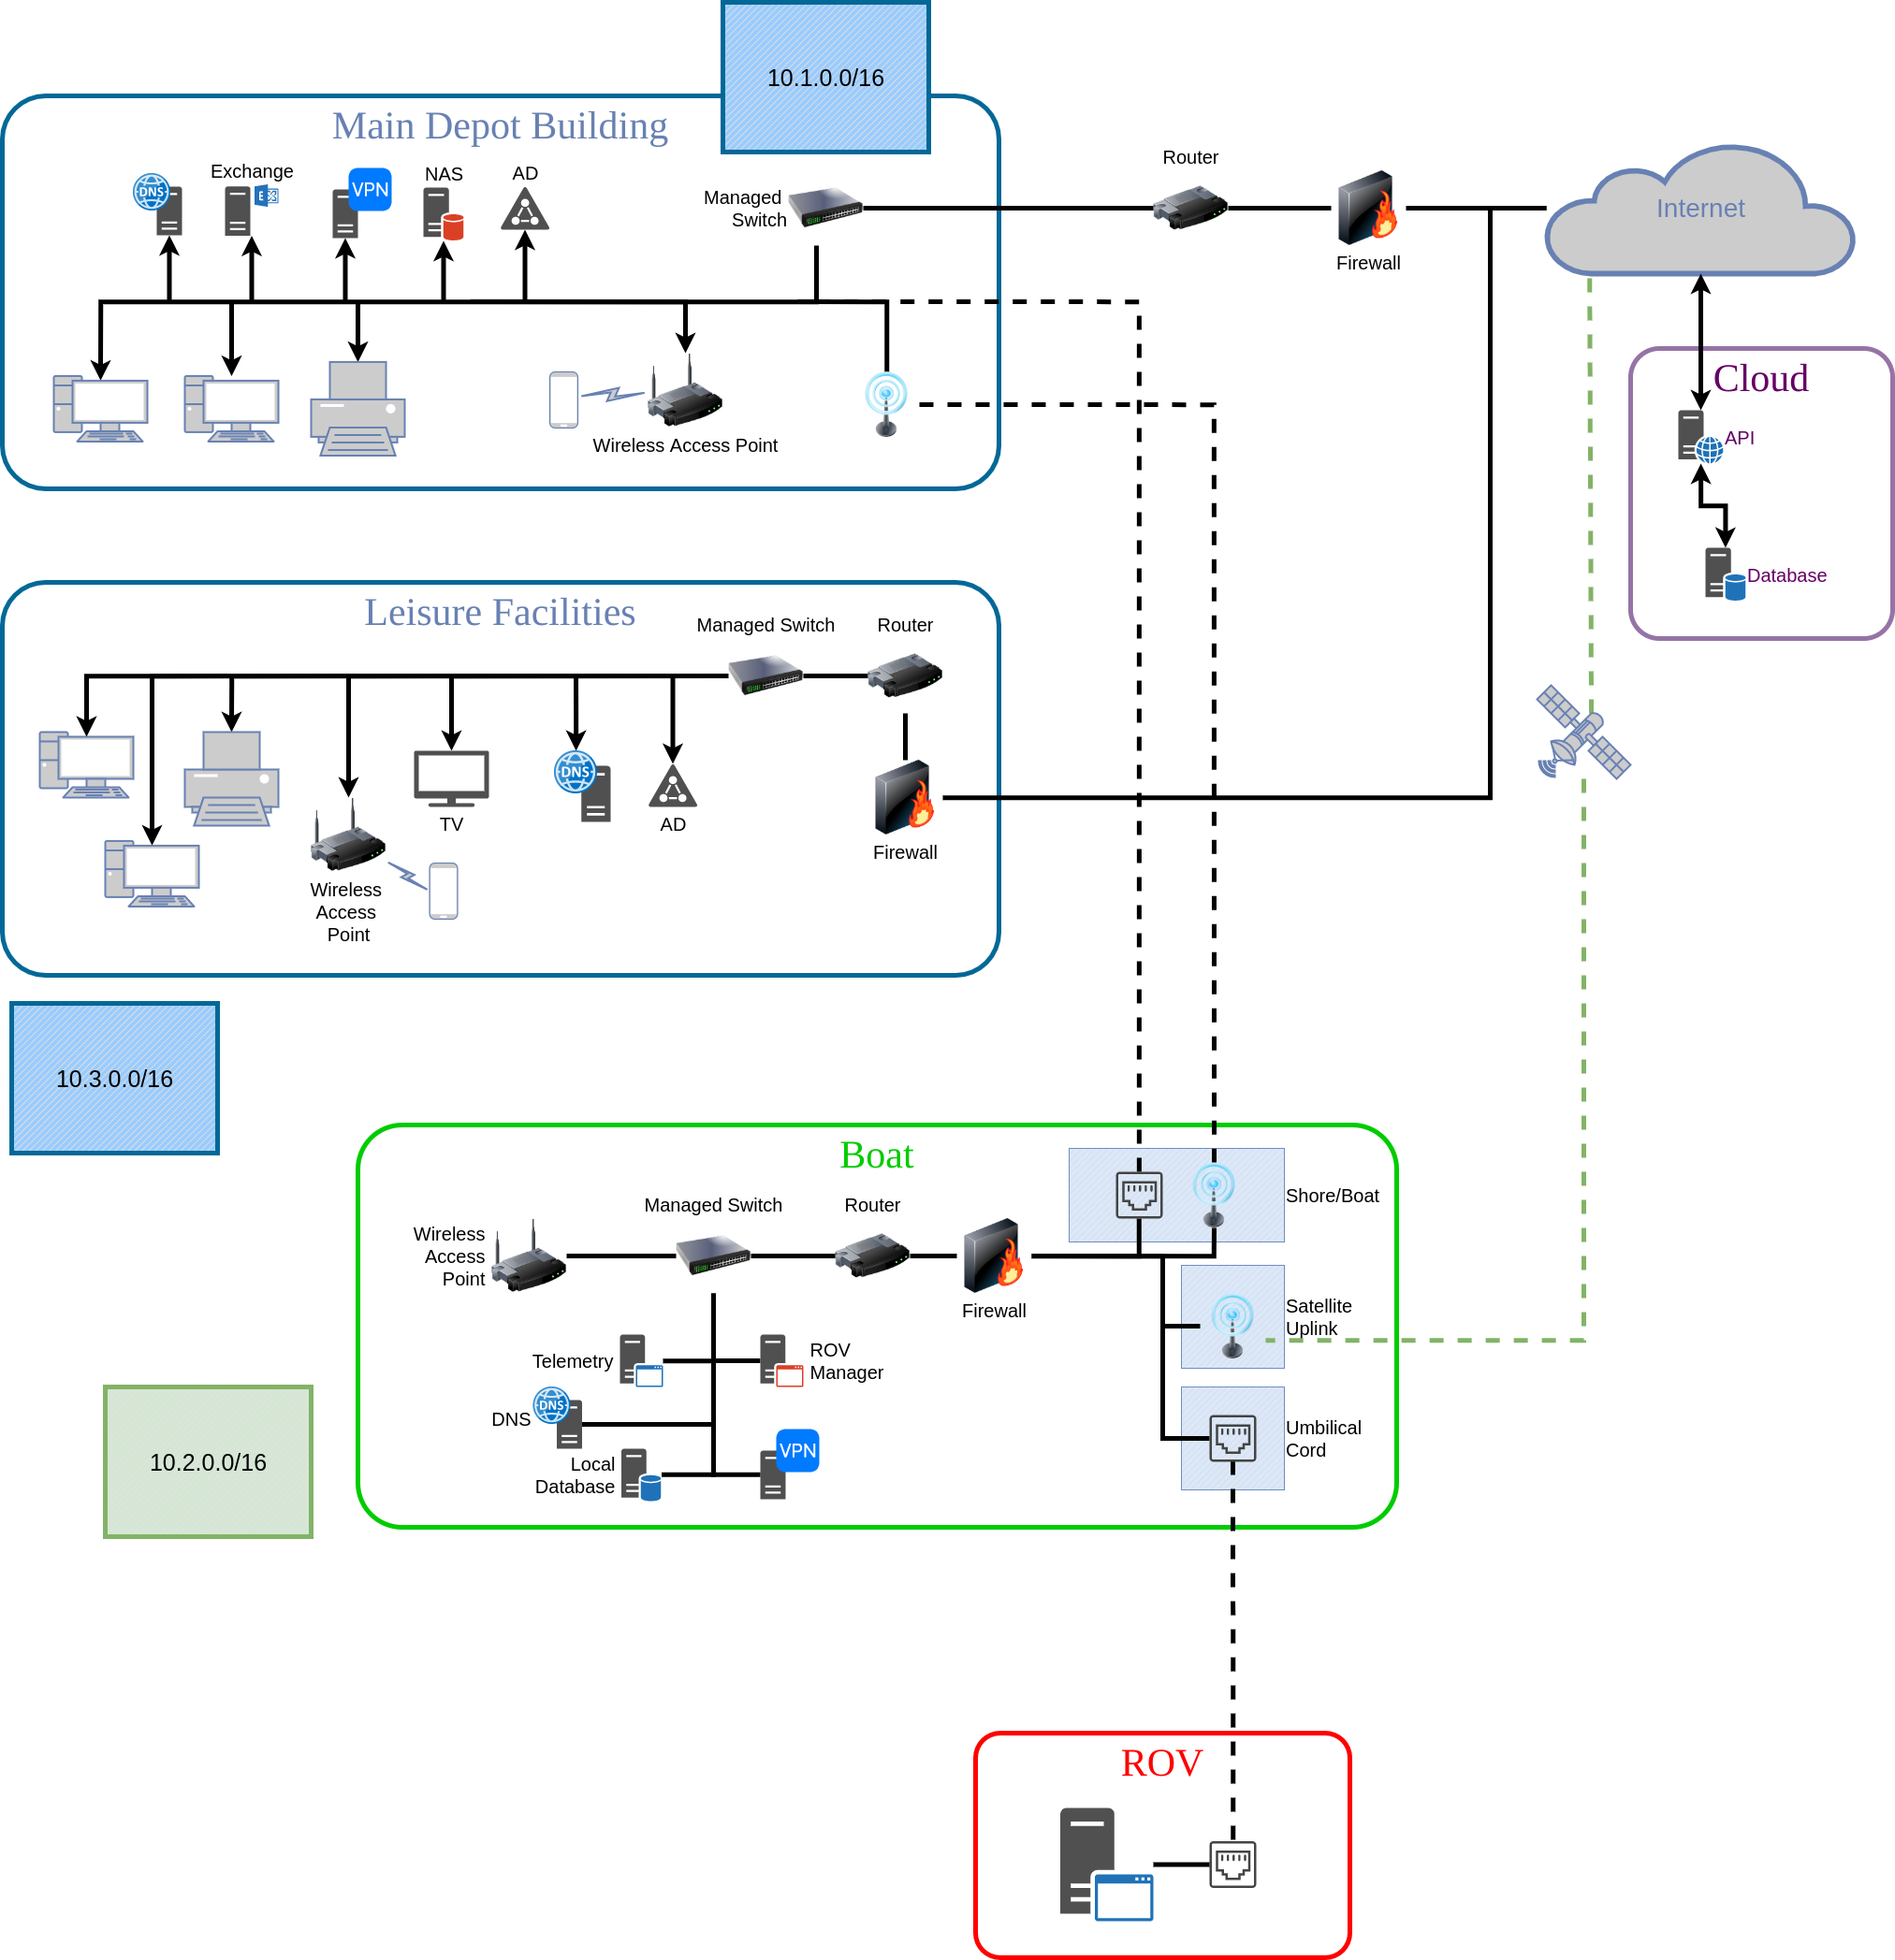 10.1.0.0/16
Main Depot Building
DNS
Exchange
VPN
NAS
AD
Managed
Switch
Router
Firewall
Internet
Wireless Access Point
Cloud
API
Database
Leisure Facilities
Managed Switch
Router
TV
DNS
AD
Firewall
Wireless
Access
Point
10.3.0.0/16
Boat
Shore/Boat
Managed Switch
Router
Wireless
Access
Point
Firewall
Satellite
Uplink
Telemetry
ROV
Manager
DNS
DNS
Umbilical
Cord
Local
Database
VPN
10.2.0.0/16
ROV